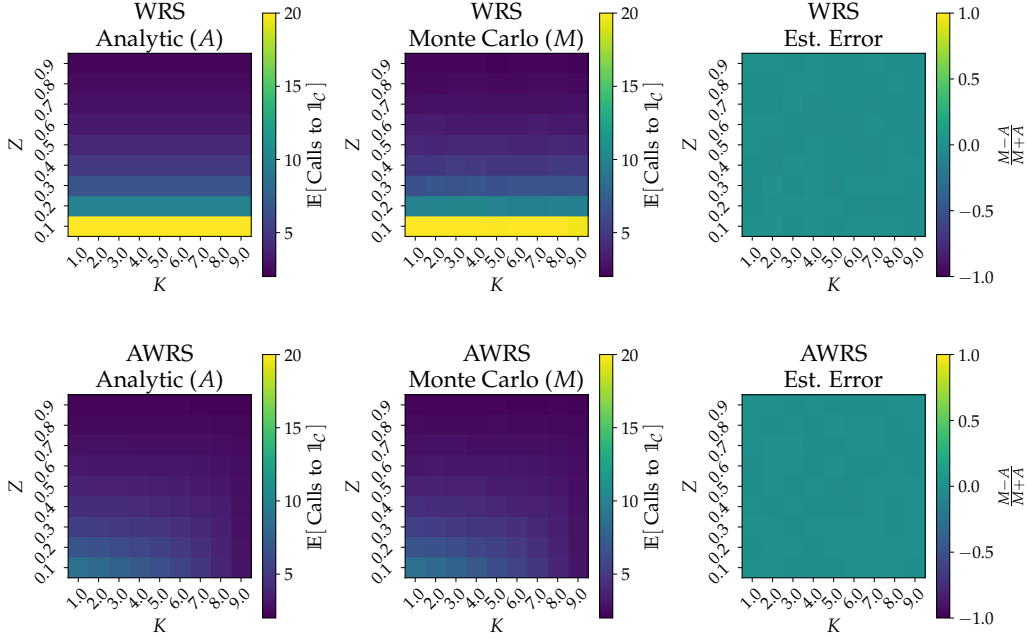 WRS
Analytic (A)
Z
0.9
0.8
0.7
0.6
0.5
0.4
0.3
0.2
0.1
1.0 2.0 3.0 4.0 5.0 6.0 7.0 8.0 9.0
K
20
15
10
5
𝔼[ Calls to 𝟙_𝒞 ]
WRS
Monte Carlo (M)
Z
0.9
0.8
0.7
0.6
0.5
0.4
0.3
0.2
0.1
1.0 2.0 3.0 4.0 5.0 6.0 7.0 8.0 9.0
K
20
15
10
5
𝔼[ Calls to 𝟙_𝒞 ]
WRS
Est. Error
Z
0.9
0.8
0.7
0.6
0.5
0.4
0.3
0.2
0.1
1.0 2.0 3.0 4.0 5.0 6.0 7.0 8.0 9.0
K
1.0
0.5
0.0
−0.5
−1.0
M−A
M+A
AWRS
Analytic (A)
Z
0.9
0.8
0.7
0.6
0.5
0.4
0.3
0.2
0.1
1.0 2.0 3.0 4.0 5.0 6.0 7.0 8.0 9.0
K
20
15
10
5
𝔼[ Calls to 𝟙_𝒞 ]
AWRS
Monte Carlo (M)
Z
0.9
0.8
0.7
0.6
0.5
0.4
0.3
0.2
0.1
1.0 2.0 3.0 4.0 5.0 6.0 7.0 8.0 9.0
K
20
15
10
5
𝔼[ Calls to 𝟙_𝒞 ]
AWRS
Est. Error
Z
0.9
0.8
0.7
0.6
0.5
0.4
0.3
0.2
0.1
1.0 2.0 3.0 4.0 5.0 6.0 7.0 8.0 9.0
K
1.0
0.5
0.0
−0.5
−1.0
M−A
M+A